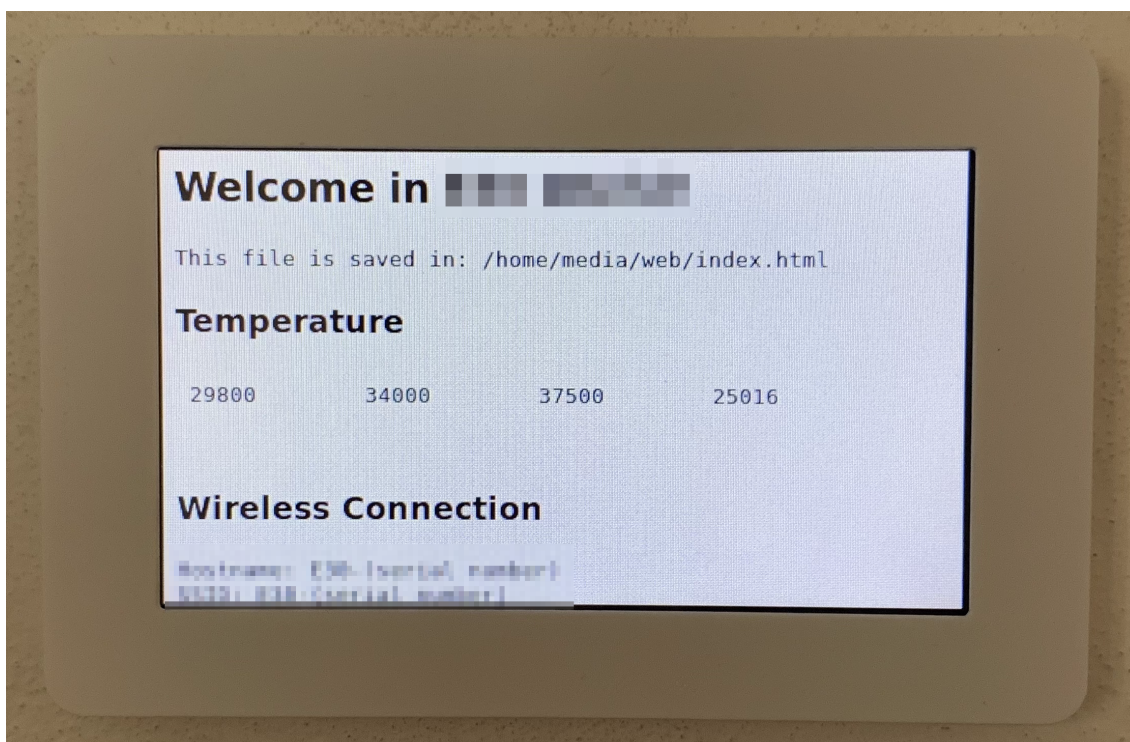 Welcome in
This file is saved in: /home/media/web/index.html
Temperature
29800 34000 37500 25016
Wireless Connection